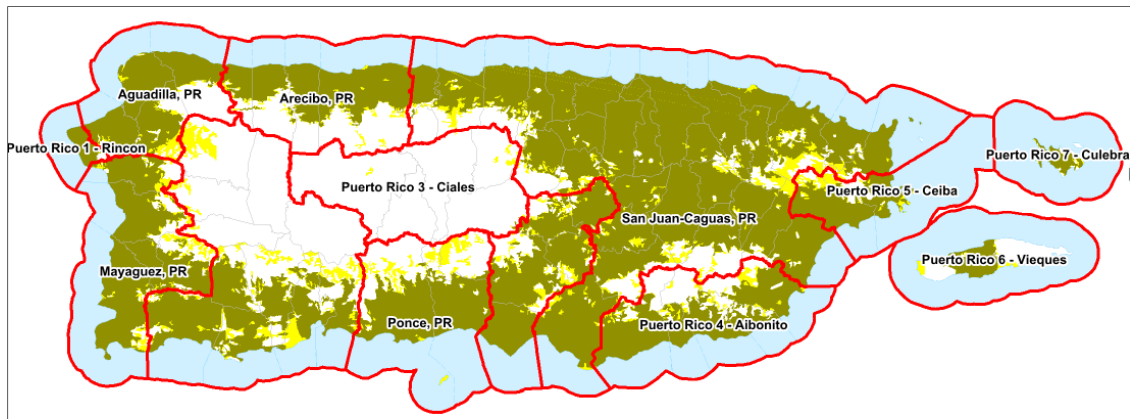 Aguadilla, PR
Arecibo, PR
Puerto Rico 1 - Rincon
Puerto Rico 3 - Ciales
Puerto Rico 7 - Culebra
Puerto Rico 5 - Ceiba
San Juan-Caguas, PR
Mayaguez, PR
Puerto Rico 6 - Vieques
Ponce, PR
Puerto Rico 4 - Aibonito